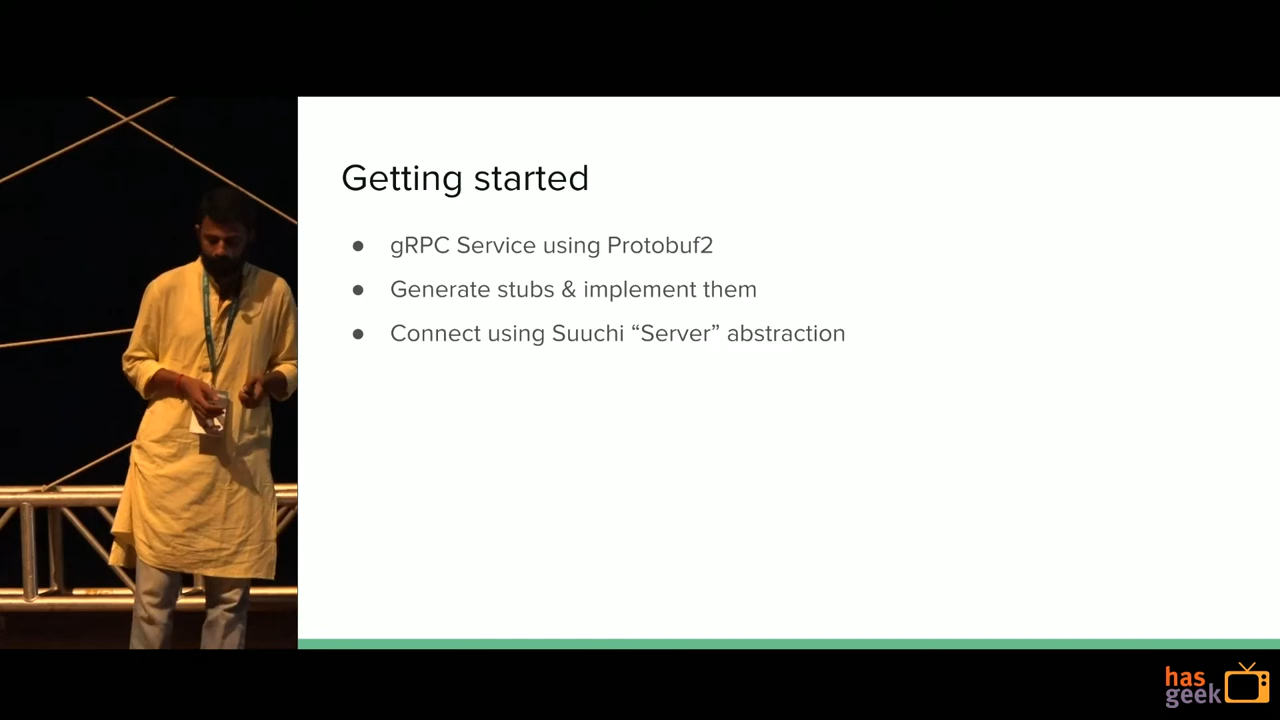 Getting started
● gRPC Service using Protobuf2
● Generate stubs & implement them
● Connect using Suuchi “Server” abstraction
has
geek